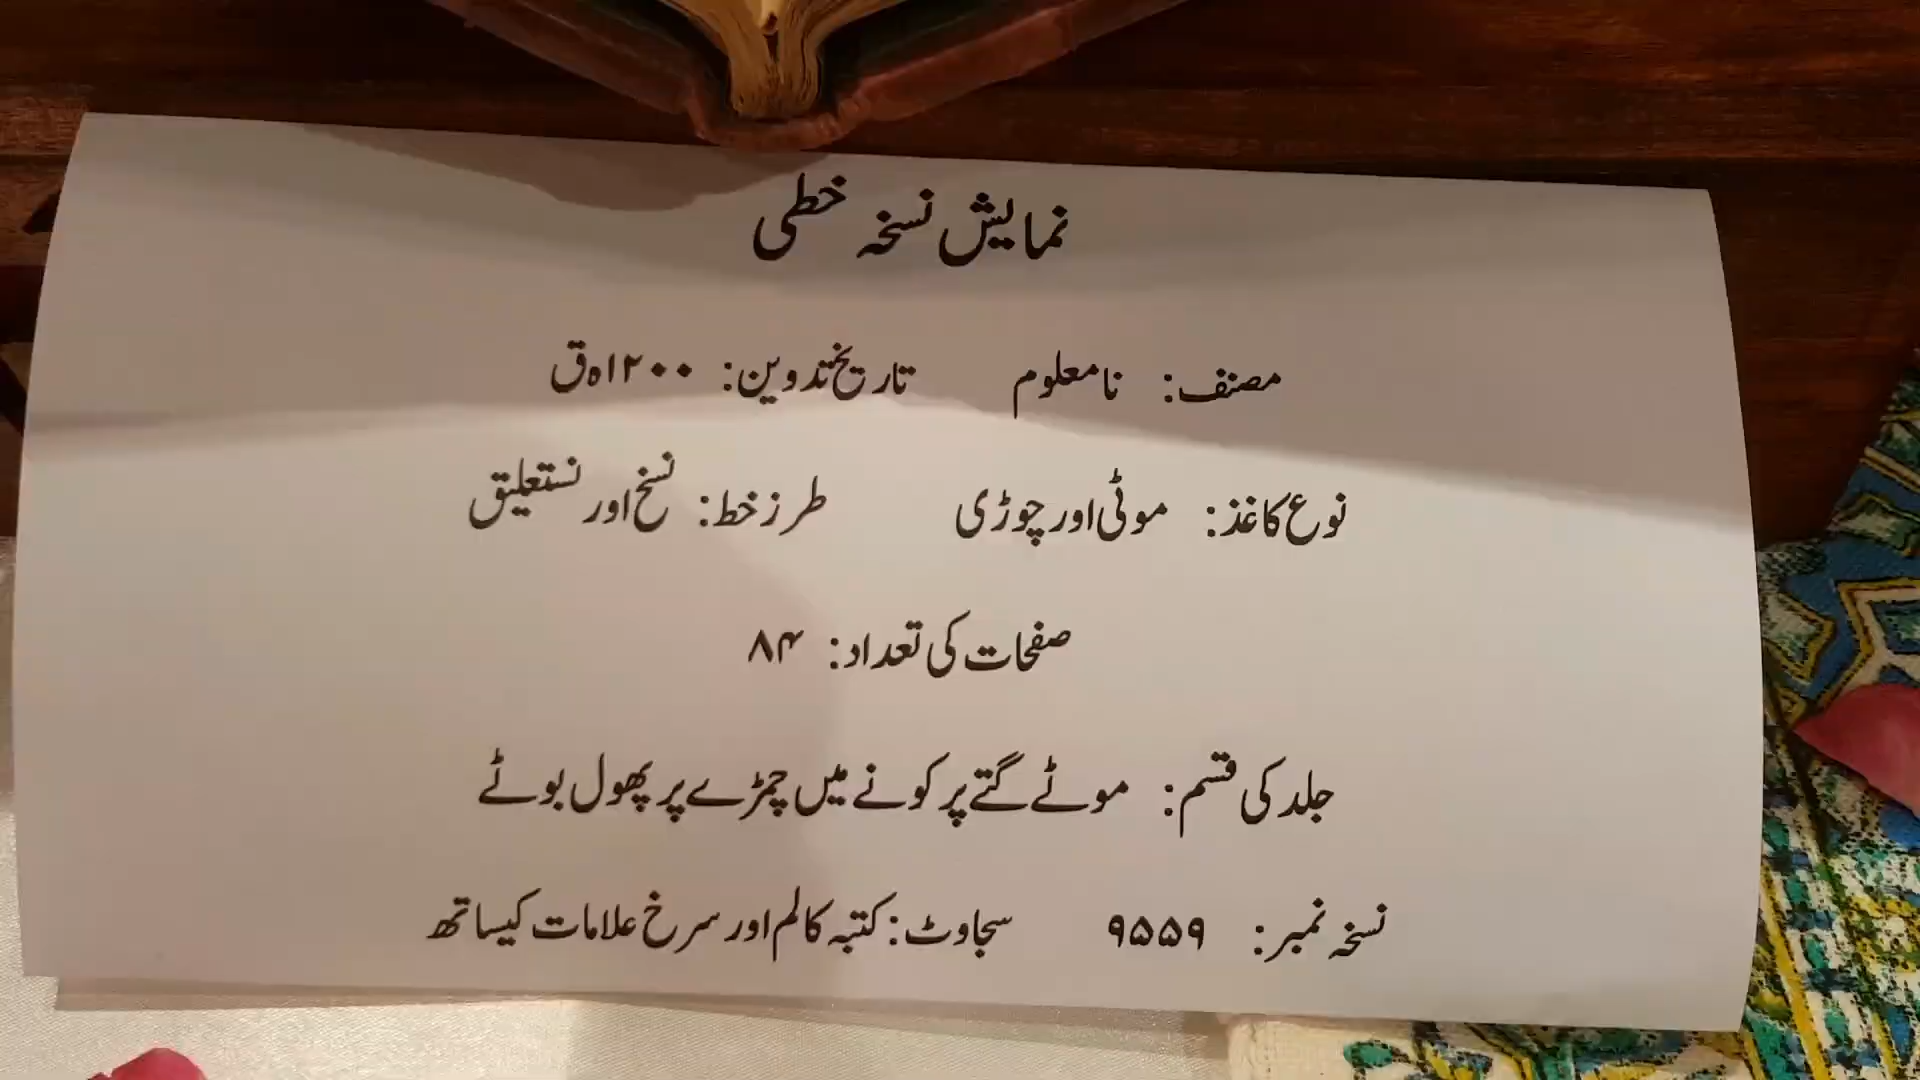 نمایش نسخہ خطی
مصنف: نامعلوم تاریخ تدوین: ۱۲۰۰ہ ق
نوع کاغذ: موٹی اور چوڑی طرز خط: نسخ اور نستعلیق
صفحات کی تعداد: ۸۴
جلد کی قسم: موٹے گتے پر کونے میں چمڑے پر پھول بوٹے
نسخہ نمبر: ۹۵۵۹ سجاوٹ: کتبہ کالم اور سرخ علامات کیساتھ